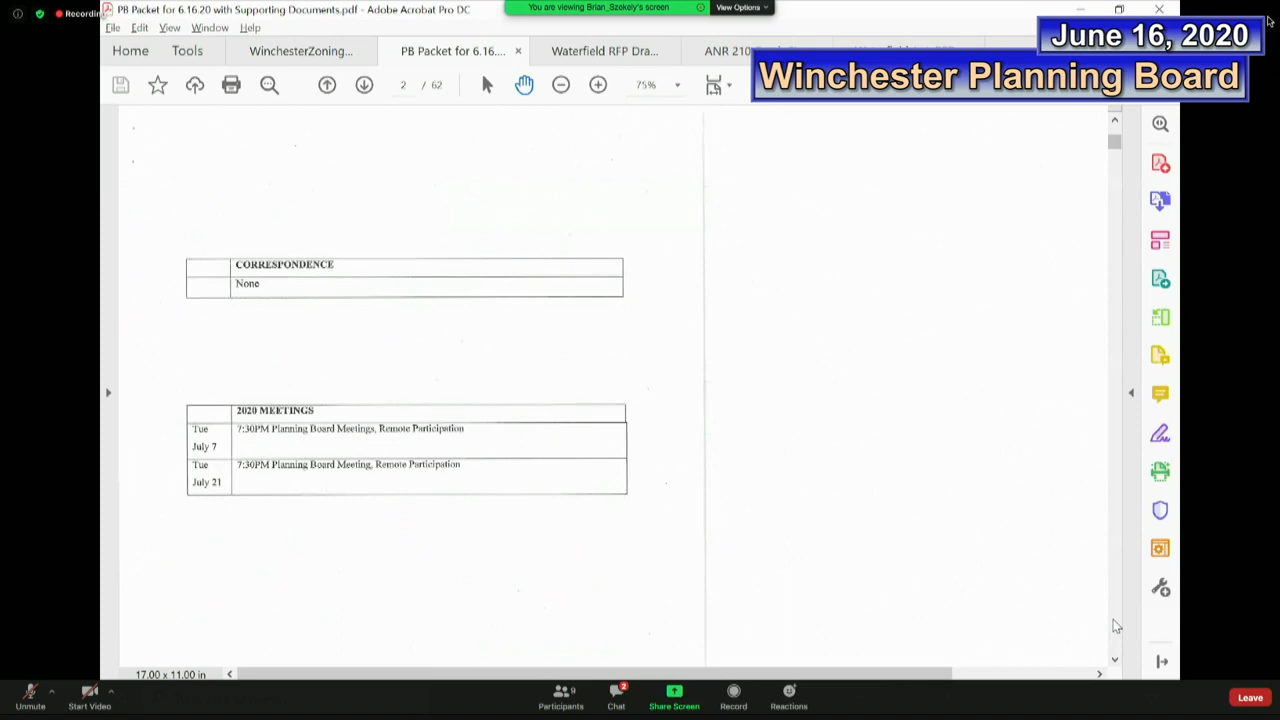 Recording
PB Packet for 6.16.20 with Supporting Documents.pdf - Adobe Acrobat Pro DC
You are viewing Brian_Szekely's screen
View Options
File Edit View Window Help
June 16, 2020
Winchester Planning Board
Home Tools WinchesterZoning... PB Packet for 6.16.... × Waterfield RFP Dra... ANR 210
2 / 62 75%
CORRESPONDENCE
None
2020 MEETINGS
Tue 7:30PM Planning Board Meetings, Remote Participation
July 7
Tue 7:30PM Planning Board Meeting, Remote Participation
July 21
17.00 x 11.00 in
Unmute Start Video Participants 9 Chat 2 Share Screen Record Reactions Leave